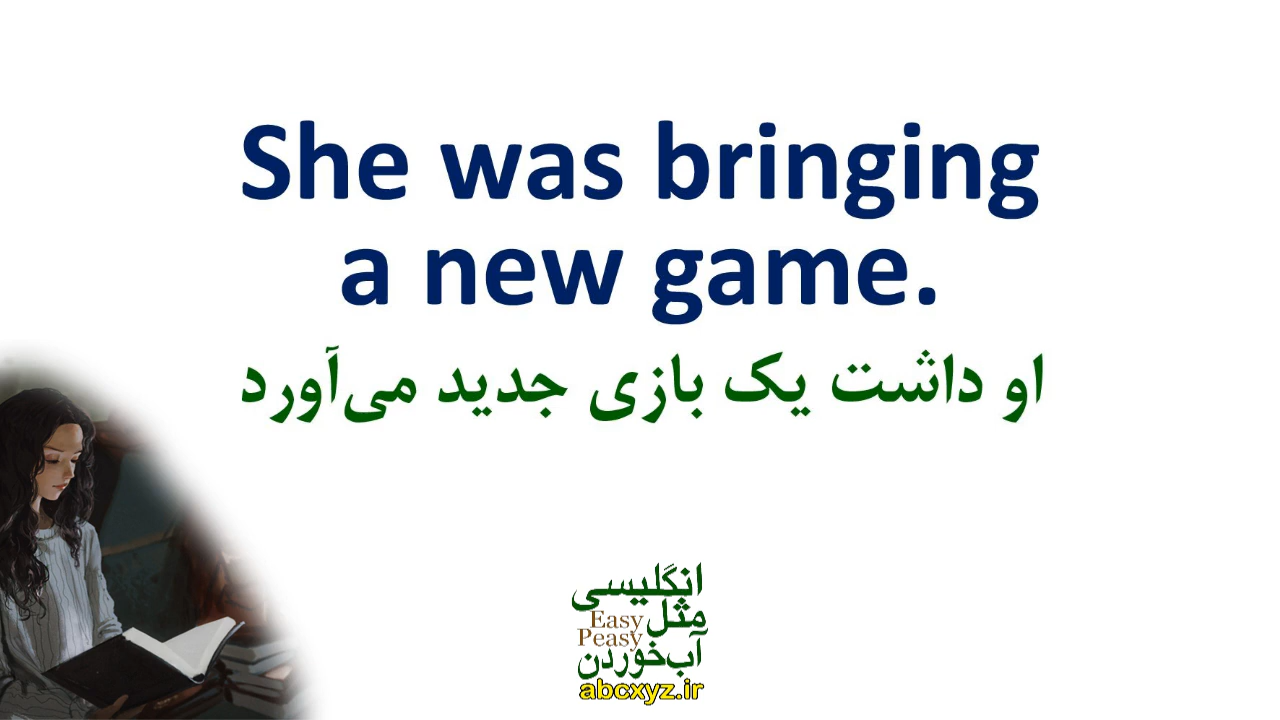 She was bringing
a new game.
او داشت یک بازی جدید می‌آورد
انگلیسی
مثل
Easy
Peasy
آب‌خوردن
abcxyz.ir